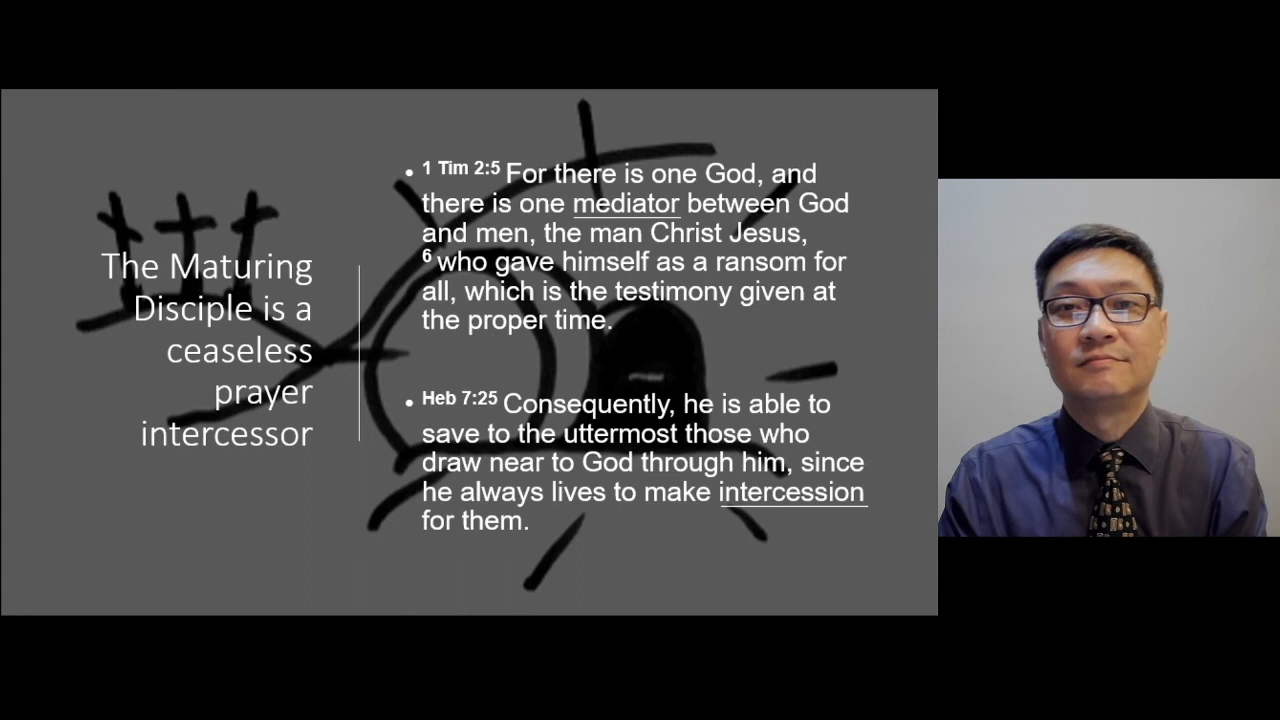 The Maturing
Disciple is a
ceaseless
prayer
intercessor
• 1 Tim 2:5 For there is one God, and
there is one mediator between God
and men, the man Christ Jesus,
6 who gave himself as a ransom for
all, which is the testimony given at
the proper time.
• Heb 7:25 Consequently, he is able to
save to the uttermost those who
draw near to God through him, since
he always lives to make intercession
for them.